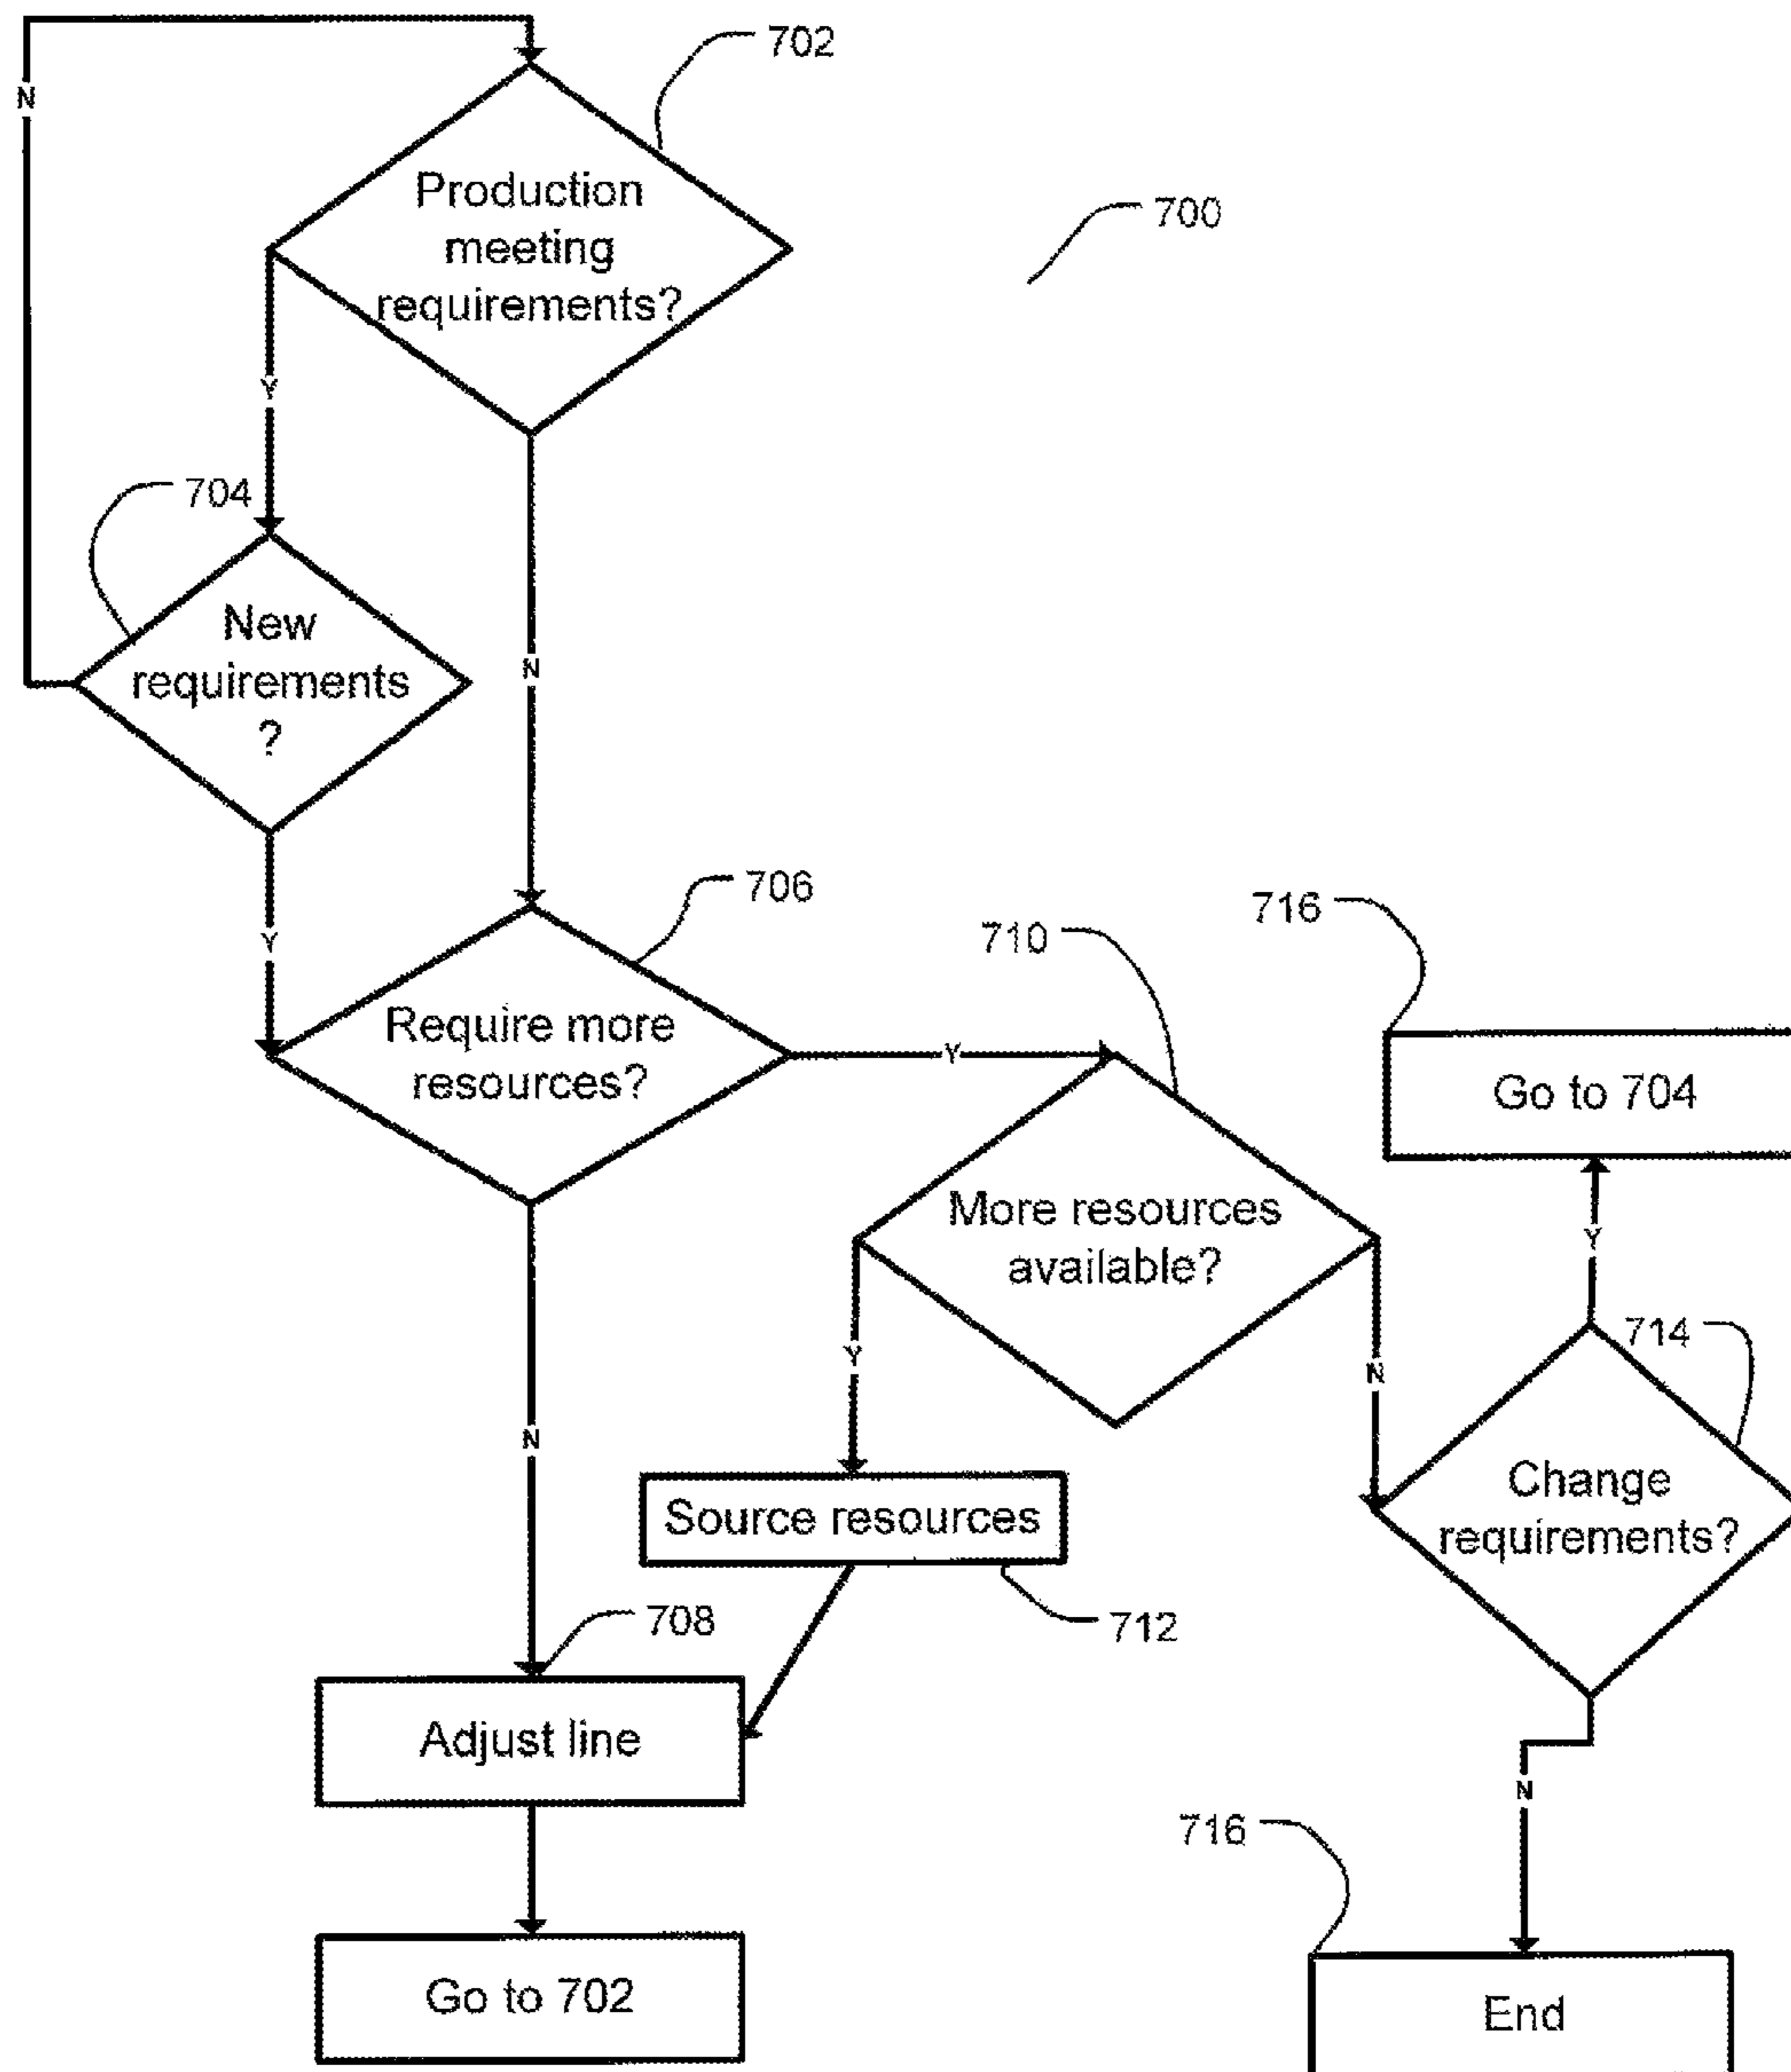 702
N
Production
meeting
requirements?
700
Y
704
New
requirements
?
N
Y
706
Require more
resources?
Y
710
716
Go to 704
More resources
available?
Y
Y
714
N
N
Change
requirements?
Source resources
712
708
Adjust line
N
716
Go to 702
End